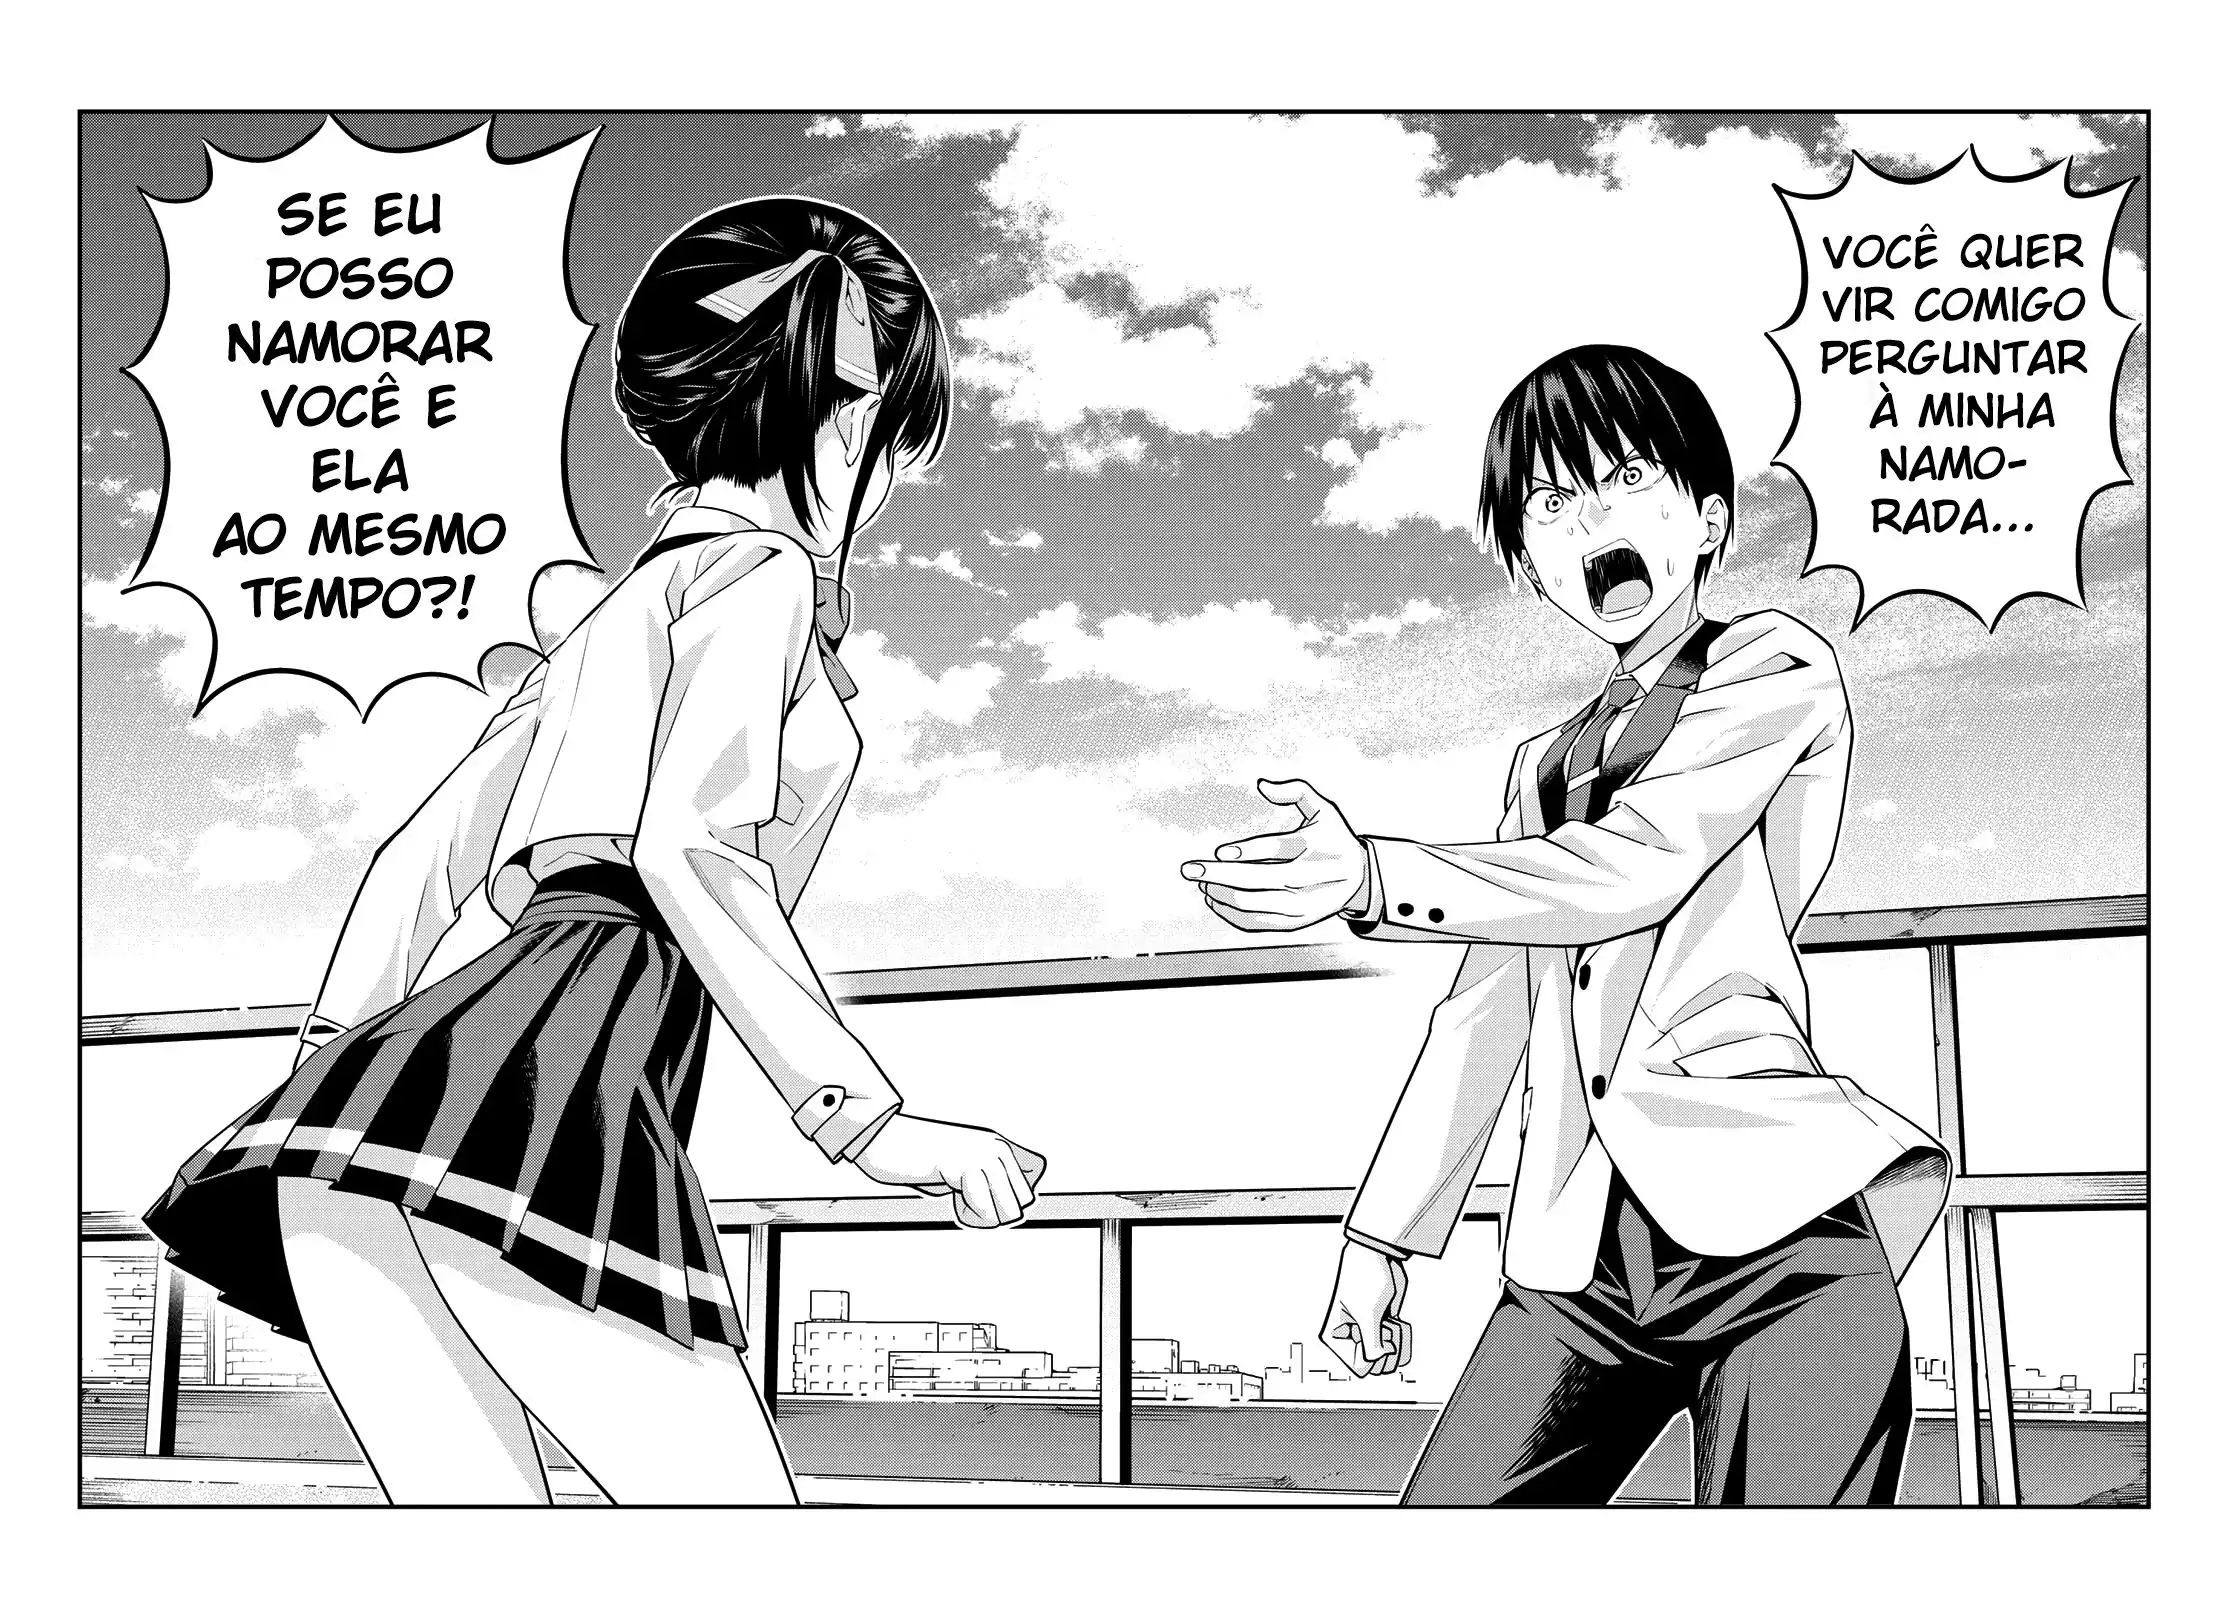 VOCÊ QUER
VIR COMIGO
PERGUNTAR
À MINHA
NAMO-
RADA...
SE EU
POSSO
NAMORAR
VOCÊ E
ELA
AO MESMO
TEMPO?!